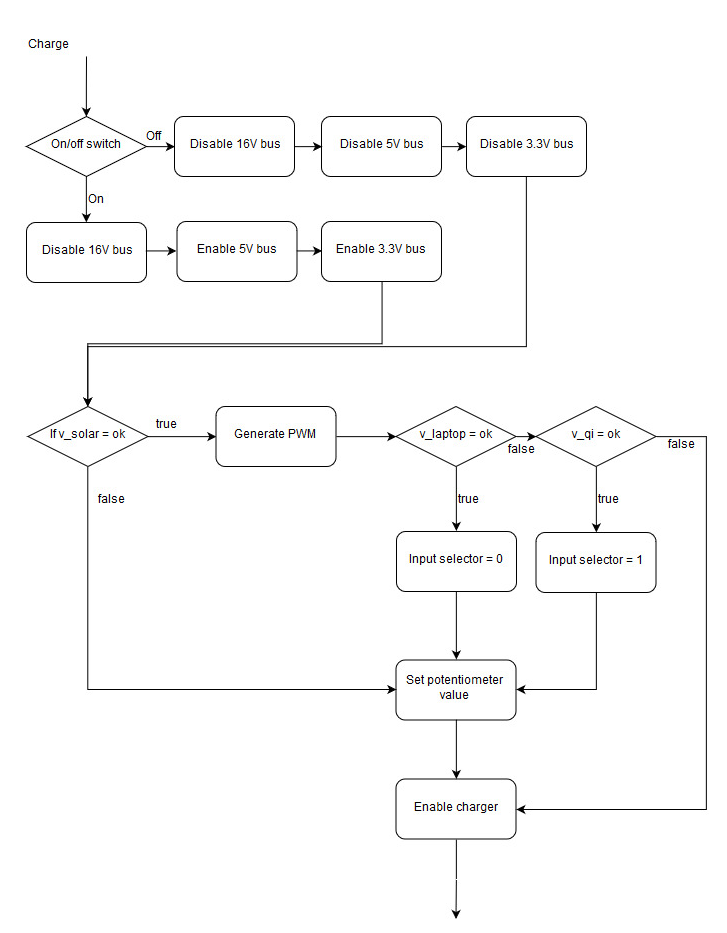 Charge
On/off switch
Off
Disable 16V bus
Disable 5V bus
Disable 3.3V bus
On
Disable 16V bus
Enable 5V bus
Enable 3.3V bus
If v_solar = ok
true
Generate PWM
v_laptop = ok
false
v_qi = ok
false
false
true
true
Input selector = 0
Input selector = 1
Set potentiometer
value
Enable charger